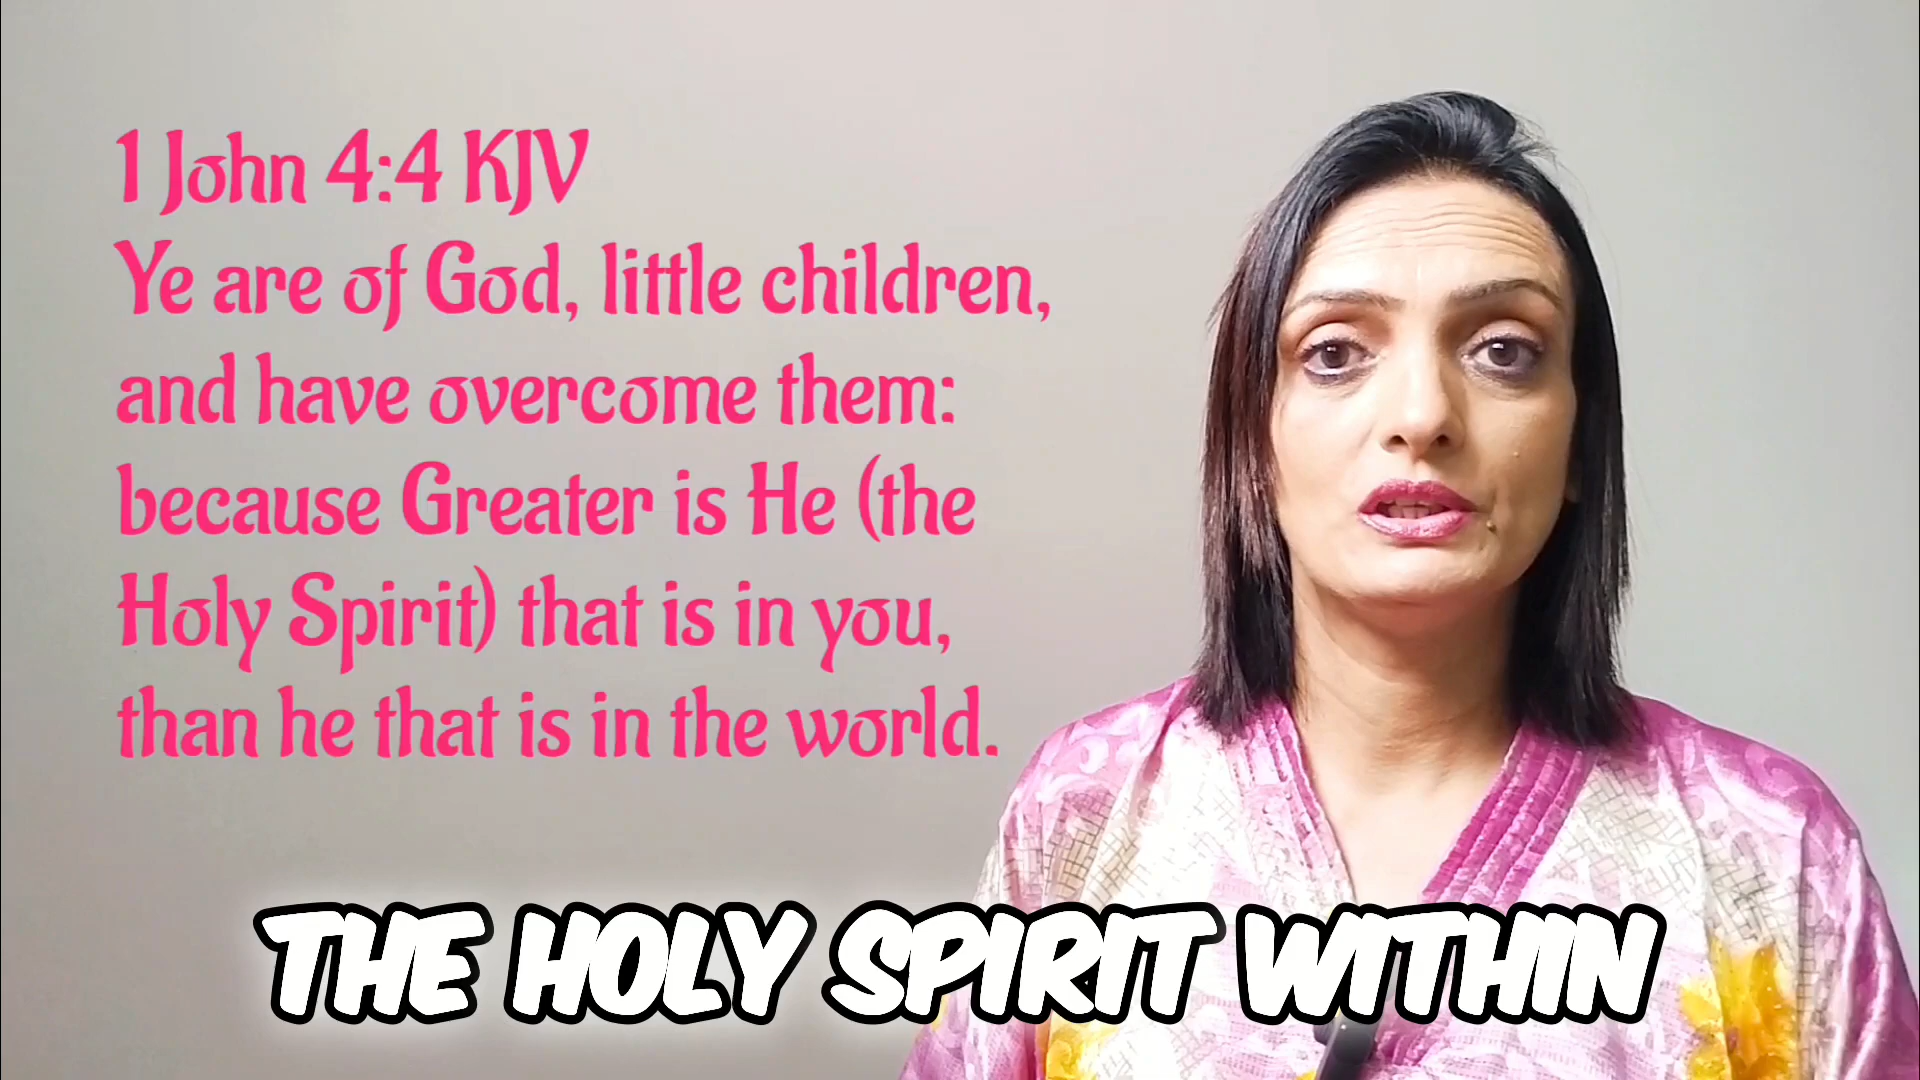 1 John 4:4 KJV
Ye are of God, little children,
and have overcome them:
because Greater is He (the
Holy Spirit) that is in you,
than he that is in the world.
THE HOLY SPIRIT WITHIN